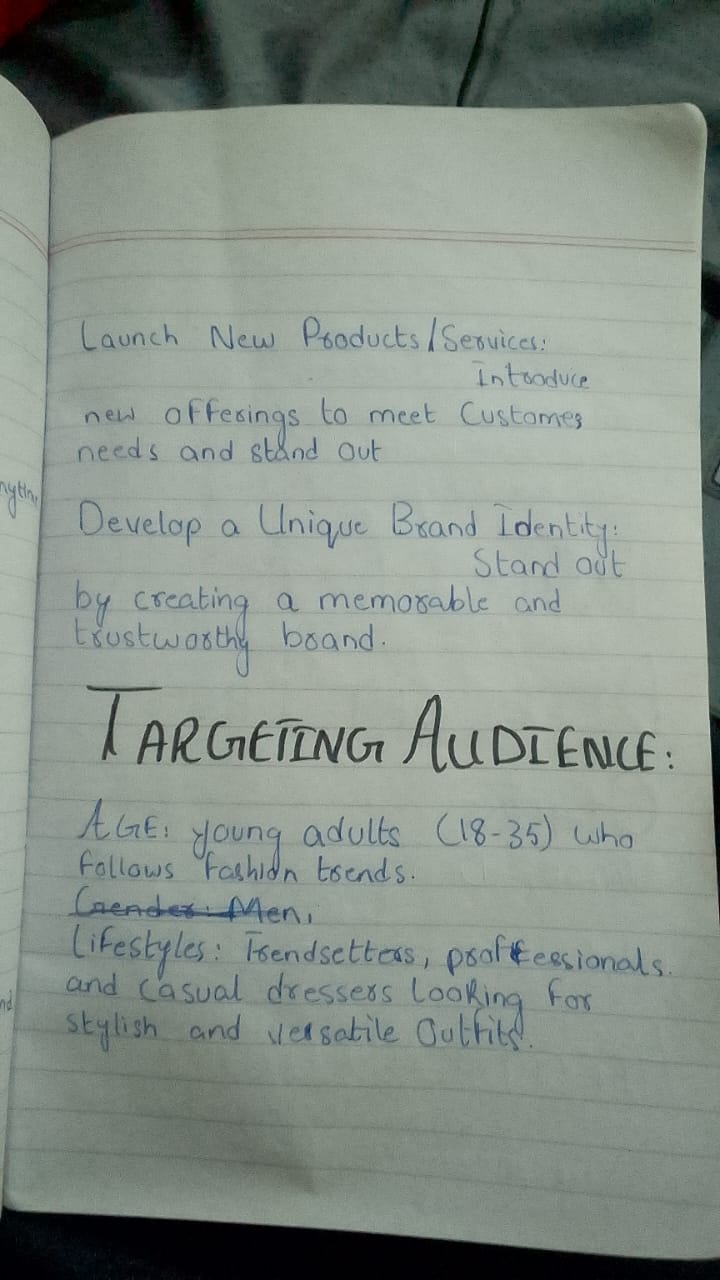 Launch New Products/Services:
Introduce
new offerings to meet Customer
needs and stand out
Develop a Unique Brand Identity:
Stand out
by creating a memorable and
trustworthy brand.
TARGETING AUDIENCE:
AGE: young adults (18-35) who
follows fashion trends.
Gender: Men,
Lifestyles: Trendsetters, proffessionals.
and casual dressers Looking for
stylish and versatile Outfits.